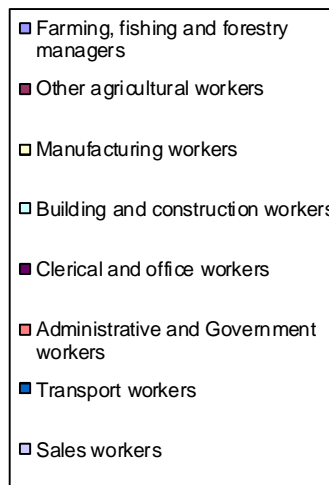 Farming, fishing and forestry
managers
Other agricultural workers
Manufacturing workers
Building and construction workers
Clerical and office workers
Administrative and Government
workers
Transport workers
Sales workers